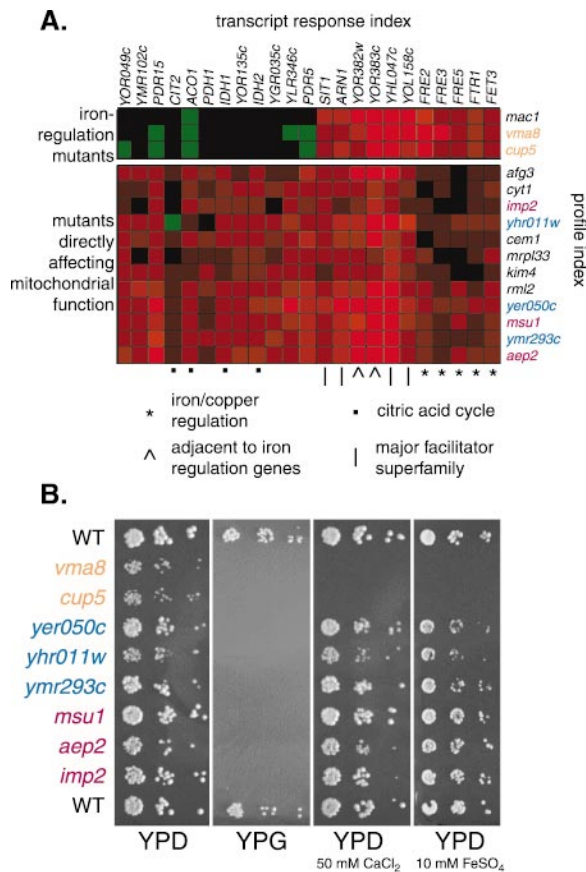 A.
transcript response index
YOR049c
YMR102c
PDR15
CIT2
ACO1
PDH1
IDH1
YOR135c
IDH2
YGR035c
YLR346c
PDR5
SIT1
ARN1
YOR382w
YOR383c
YHL047c
YOL158c
FRE2
FRE3
FRE5
FTR1
FET3
iron-
regulation
mutants
mac1
vma8
cup5
mutants
directly
affecting
mitochondrial
function
afg3
cyt1
imp2
yhr011w
cem1
mrpl33
kim4
rml2
yer050c
msu1
ymr293c
aep2
profile index
* iron/copper
regulation
▪ citric acid cycle
^ adjacent to iron
regulation genes
| major facilitator
superfamily
B.
WT
vma8
cup5
yer050c
yhr011w
ymr293c
msu1
aep2
imp2
WT
YPD
YPG
YPD
50 mM CaCl₂
YPD
10 mM FeSO₄